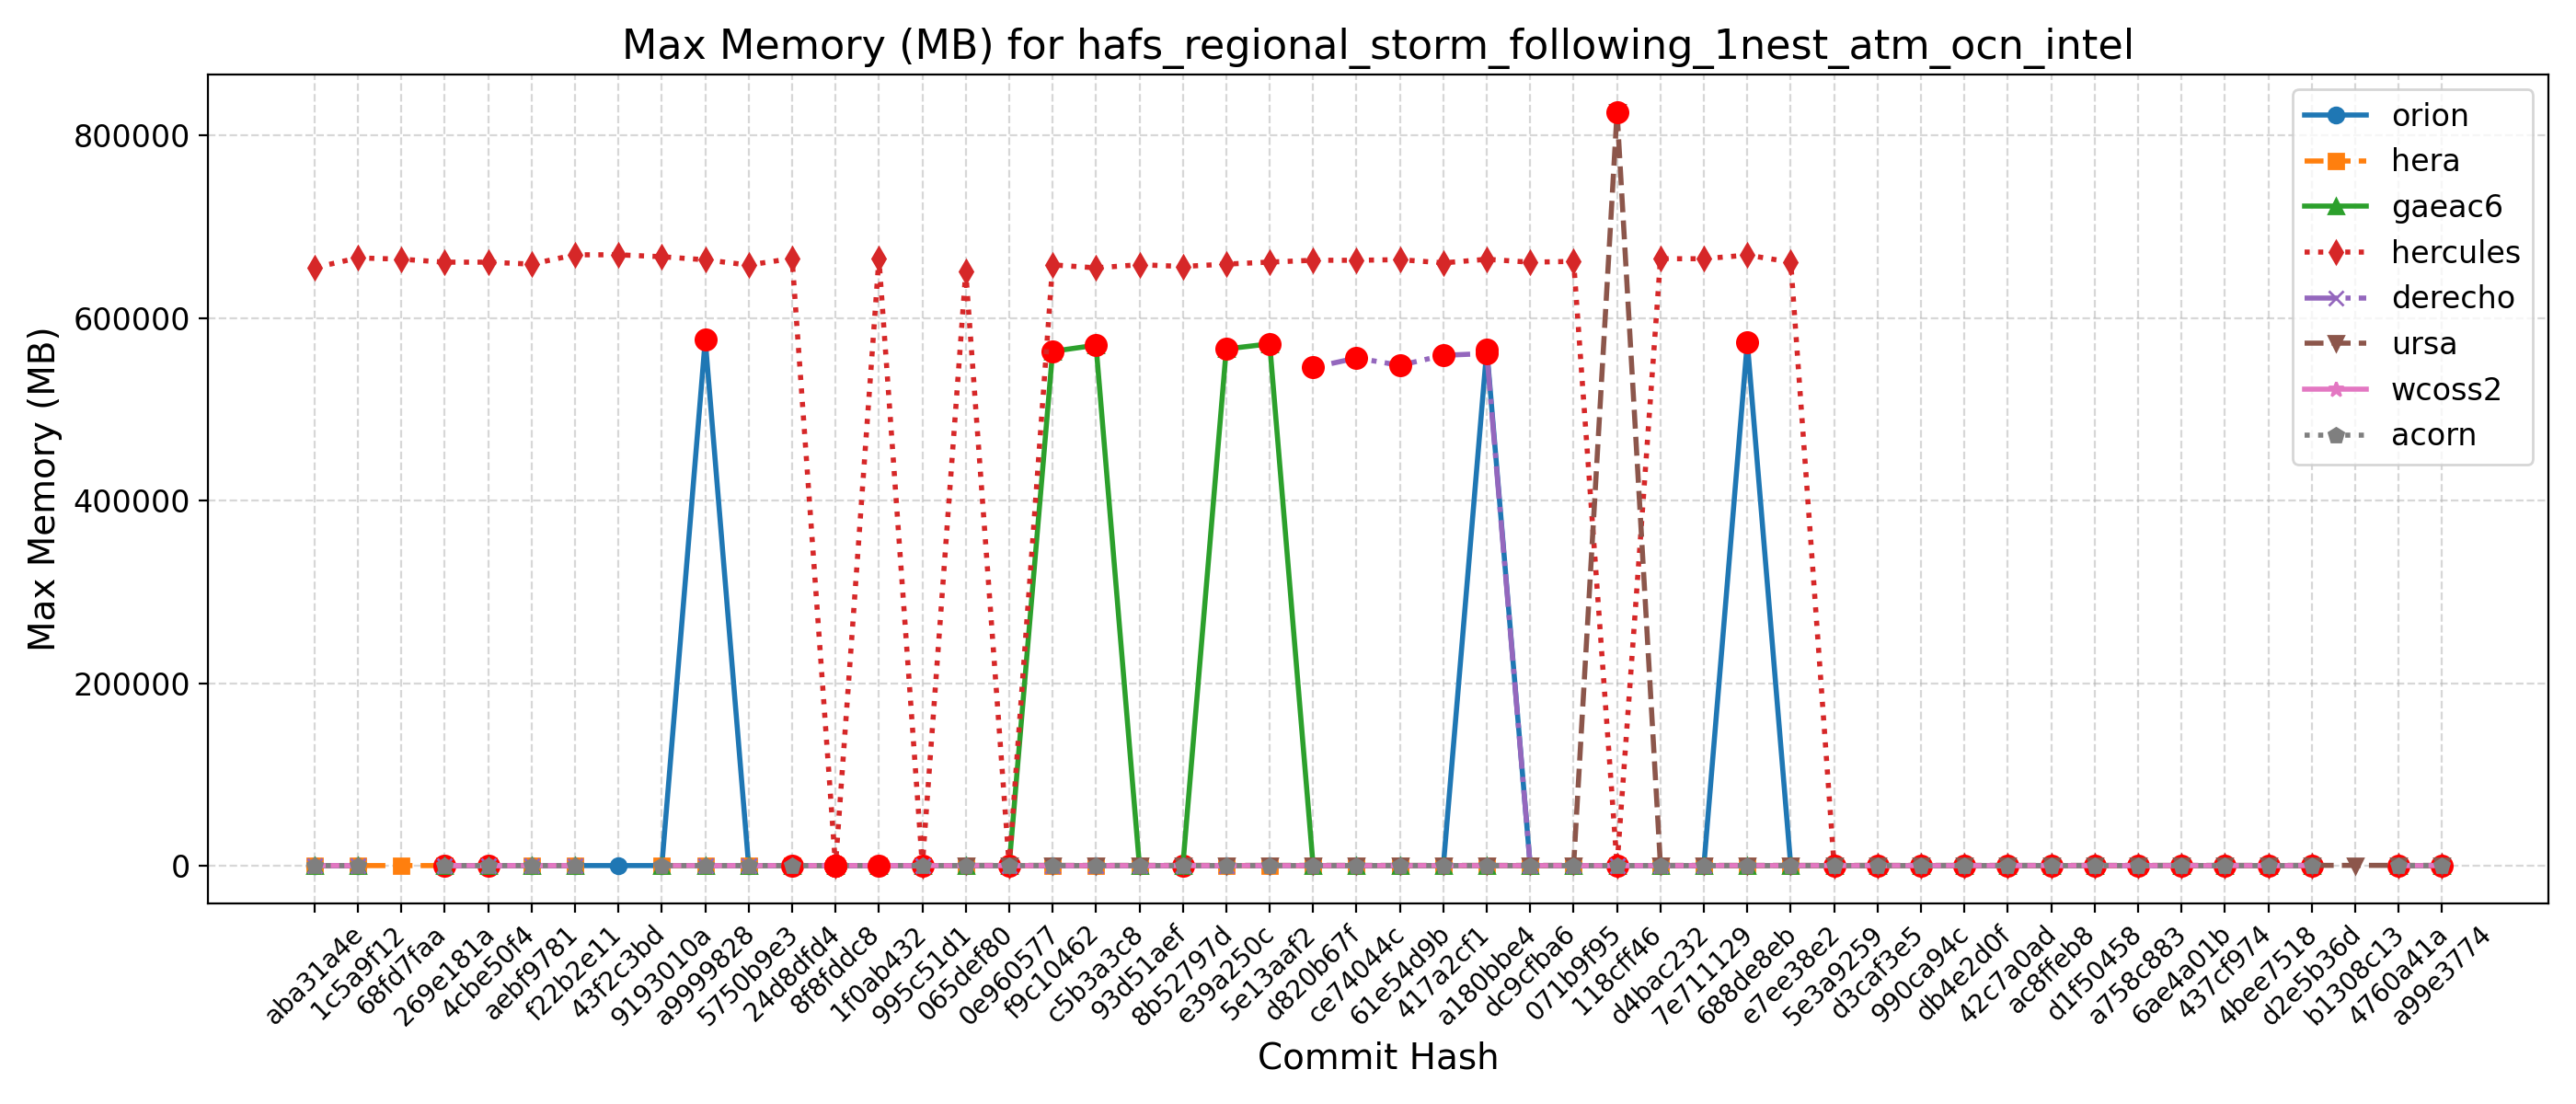 Max Memory (MB) for hafs_regional_storm_following_1nest_atm_ocn_intel
800000
600000
400000
200000
0
Max Memory (MB)
orion
hera
gaeac6
hercules
derecho
ursa
wcoss2
acorn
aba31a4e
1c5a9f12
68fd7faa
269e181a
4cbe50f4
aebf9781
f22b2e11
43f2c3bd
9193010a
a9999828
5750b9e3
24d8dfd4
8f8fddc8
1f0ab432
995c51d1
065def80
0e960577
f9c10462
c5b3a3c8
93d51aef
8b52797d
e39a250c
5e13aaf2
d820b67f
ce74044c
61e54d9b
417a2cf1
a180bbe4
dc9cfba6
071b9f95
118cff46
d4bac232
7e711129
688de8eb
e7ee38e2
5e3a9259
d3caf3e5
990ca94c
db4e2d0f
42c7a0ad
ac8ffeb8
d1f50458
a758c883
6ae4a01b
437cf974
4bee7518
d2e5b36d
b1308c13
4760a41a
a99e3774
Commit Hash